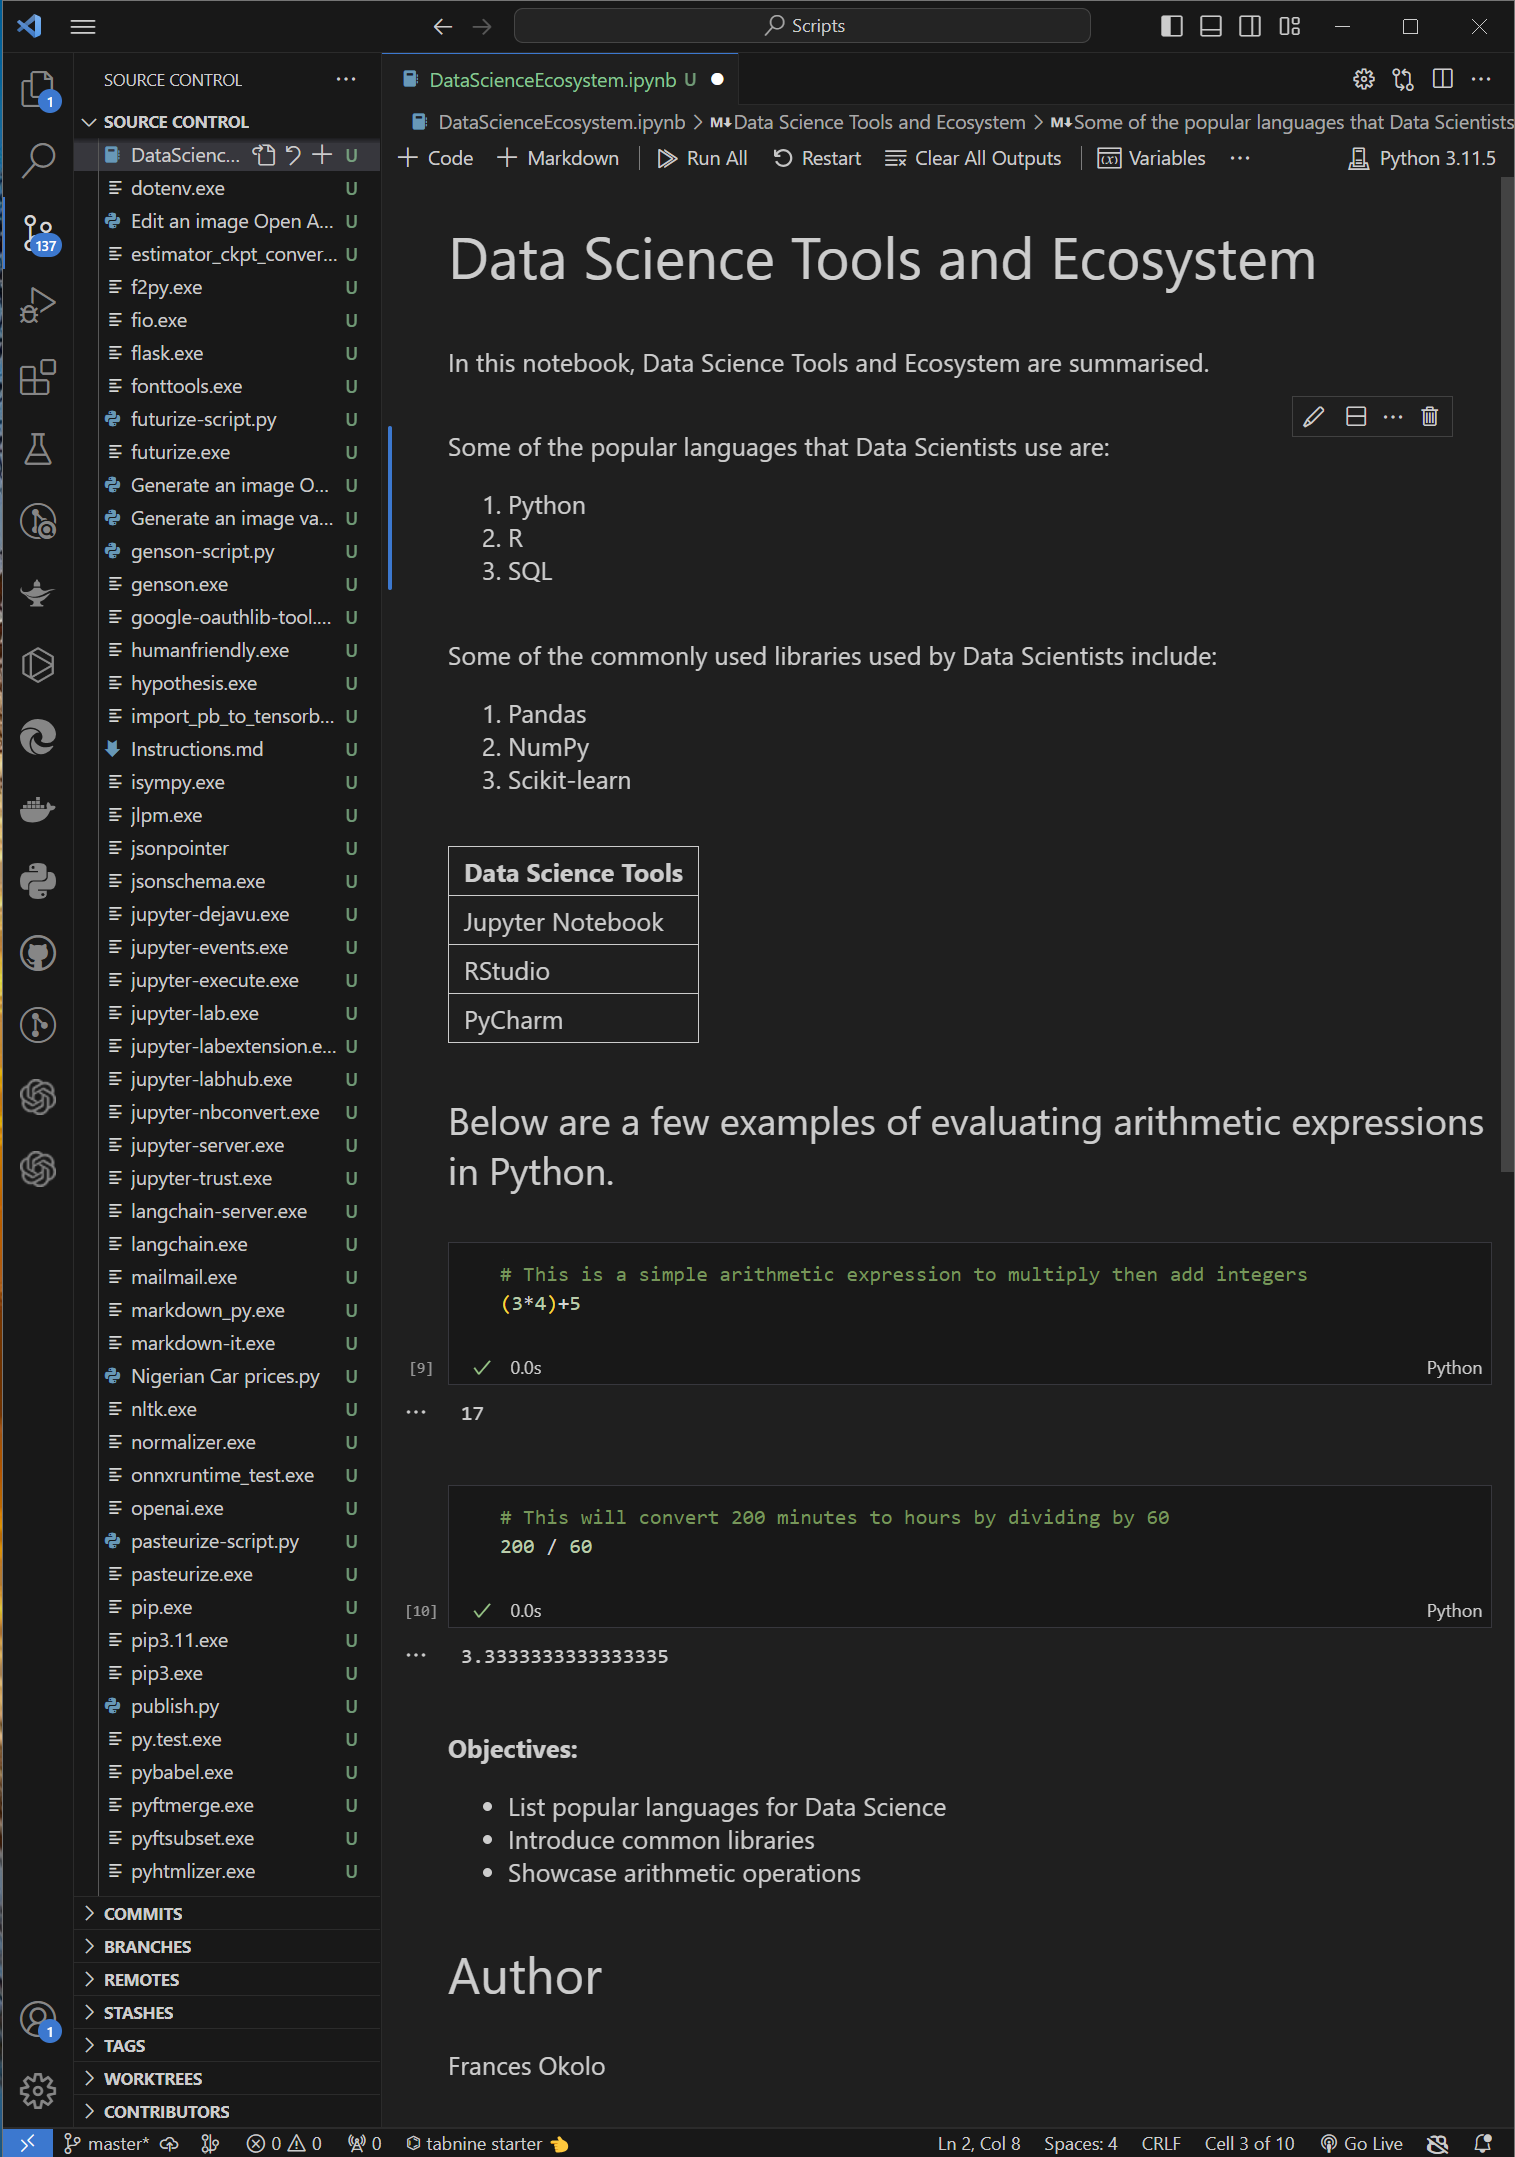 Scripts
SOURCE CONTROL
SOURCE CONTROL
DataScienc... U
dotenv.exe U
Edit an image Open A... U
estimator_ckpt_conver... U
f2py.exe U
fio.exe U
flask.exe U
fonttools.exe U
futurize-script.py U
futurize.exe U
Generate an image O... U
Generate an image va... U
genson-script.py U
genson.exe U
google-oauthlib-tool.... U
humanfriendly.exe U
hypothesis.exe U
import_pb_to_tensorb... U
Instructions.md U
isympy.exe U
jlpm.exe U
jsonpointer U
jsonschema.exe U
jupyter-dejavu.exe U
jupyter-events.exe U
jupyter-execute.exe U
jupyter-lab.exe U
jupyter-labextension.e... U
jupyter-labhub.exe U
jupyter-nbconvert.exe U
jupyter-server.exe U
jupyter-trust.exe U
langchain-server.exe U
langchain.exe U
mailmail.exe U
markdown_py.exe U
markdown-it.exe U
Nigerian Car prices.py U
nltk.exe U
normalizer.exe U
onnxruntime_test.exe U
openai.exe U
pasteurize-script.py U
pasteurize.exe U
pip.exe U
pip3.11.exe U
pip3.exe U
publish.py U
py.test.exe U
pybabel.exe U
pyftmerge.exe U
pyftsubset.exe U
pyhtmlizer.exe U
COMMITS
BRANCHES
REMOTES
STASHES
TAGS
WORKTREES
CONTRIBUTORS
1
137
1
DataScienceEcosystem.ipynb U
DataScienceEcosystem.ipynb > M↓Data Science Tools and Ecosystem > M↓Some of the popular languages that Data Scientists
+ Code + Markdown Run All Restart Clear All Outputs Variables ... Python 3.11.5
Data Science Tools and Ecosystem
In this notebook, Data Science Tools and Ecosystem are summarised.
Some of the popular languages that Data Scientists use are:
1. Python
2. R
3. SQL
Some of the commonly used libraries used by Data Scientists include:
1. Pandas
2. NumPy
3. Scikit-learn
Data Science Tools
Jupyter Notebook
RStudio
PyCharm
Below are a few examples of evaluating arithmetic expressions
in Python.
# This is a simple arithmetic expression to multiply then add integers
(3*4)+5
[9] 0.0s Python
17
# This will convert 200 minutes to hours by dividing by 60
200 / 60
[10] 0.0s Python
3.3333333333333335
Objectives:
• List popular languages for Data Science
• Introduce common libraries
• Showcase arithmetic operations
Author
Frances Okolo
master* 0 0 0 tabnine starter Ln 2, Col 8 Spaces: 4 CRLF Cell 3 of 10 Go Live